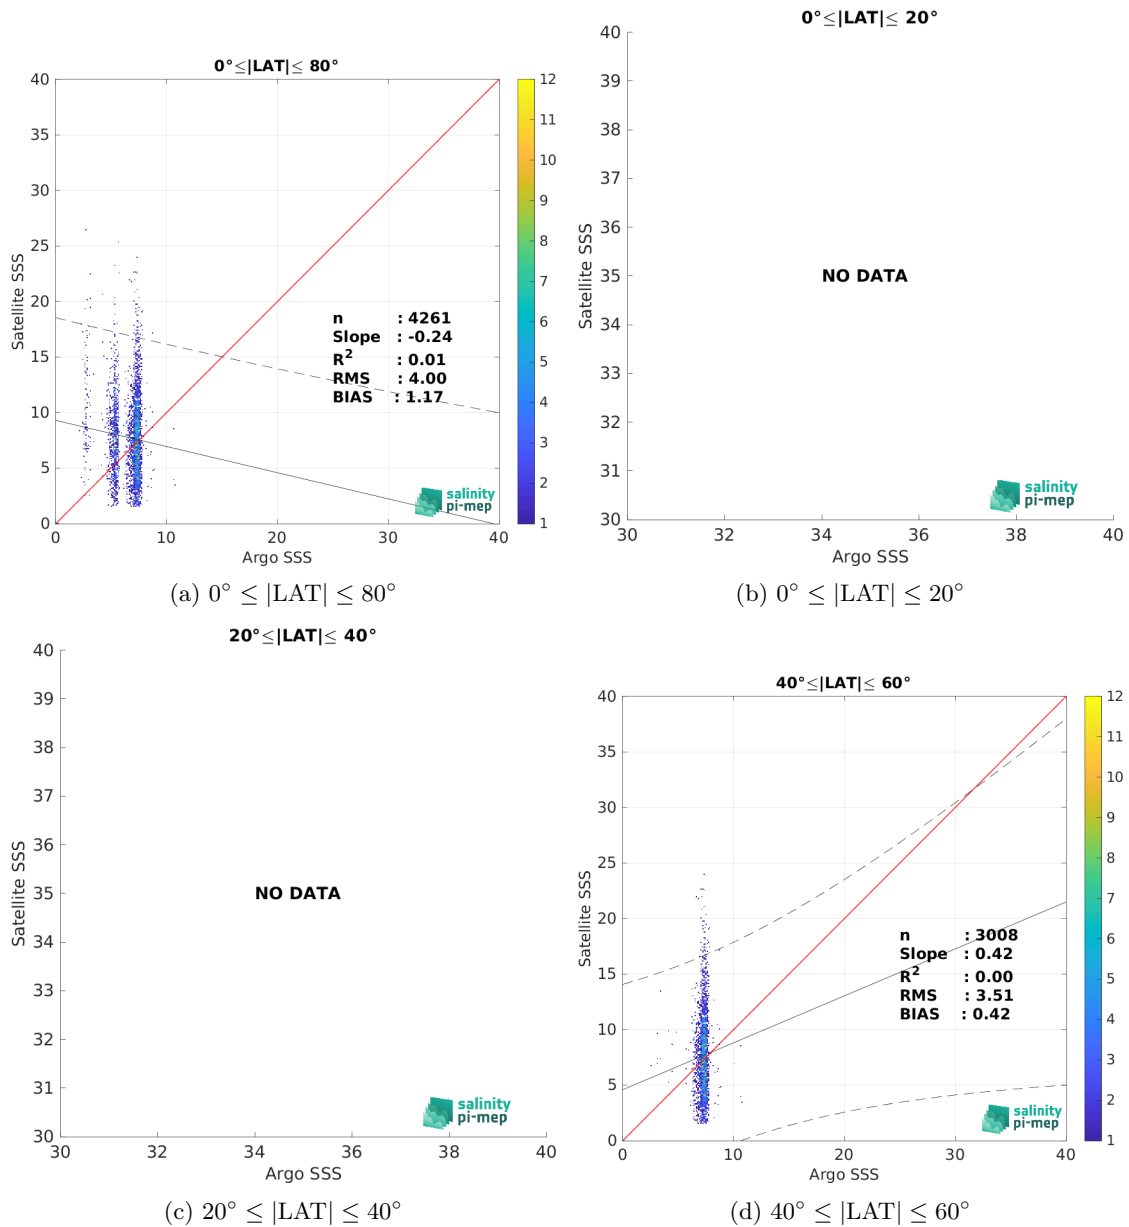 0°≤|LAT|≤ 80°
40
35
30
25
20
15
10
5
0
0
10
20
30
40
Satellite SSS
Argo SSS
n : 4261
Slope : -0.24
R² : 0.01
RMS : 4.00
BIAS : 1.17
salinity
pi-mep
12
11
10
9
8
7
6
5
4
3
2
1
(a) 0° ≤ |LAT| ≤ 80°
0°≤|LAT|≤ 20°
40
39
38
37
36
35
34
33
32
31
30
30
32
34
36
38
40
Satellite SSS
Argo SSS
NO DATA
salinity
pi-mep
(b) 0° ≤ |LAT| ≤ 20°
20°≤|LAT|≤ 40°
40
39
38
37
36
35
34
33
32
31
30
30
32
34
36
38
40
Satellite SSS
Argo SSS
NO DATA
salinity
pi-mep
(c) 20° ≤ |LAT| ≤ 40°
40°≤|LAT|≤ 60°
40
35
30
25
20
15
10
5
0
0
10
20
30
40
Satellite SSS
Argo SSS
n : 3008
Slope : 0.42
R² : 0.00
RMS : 3.51
BIAS : 0.42
salinity
pi-mep
12
11
10
9
8
7
6
5
4
3
2
1
(d) 40° ≤ |LAT| ≤ 60°